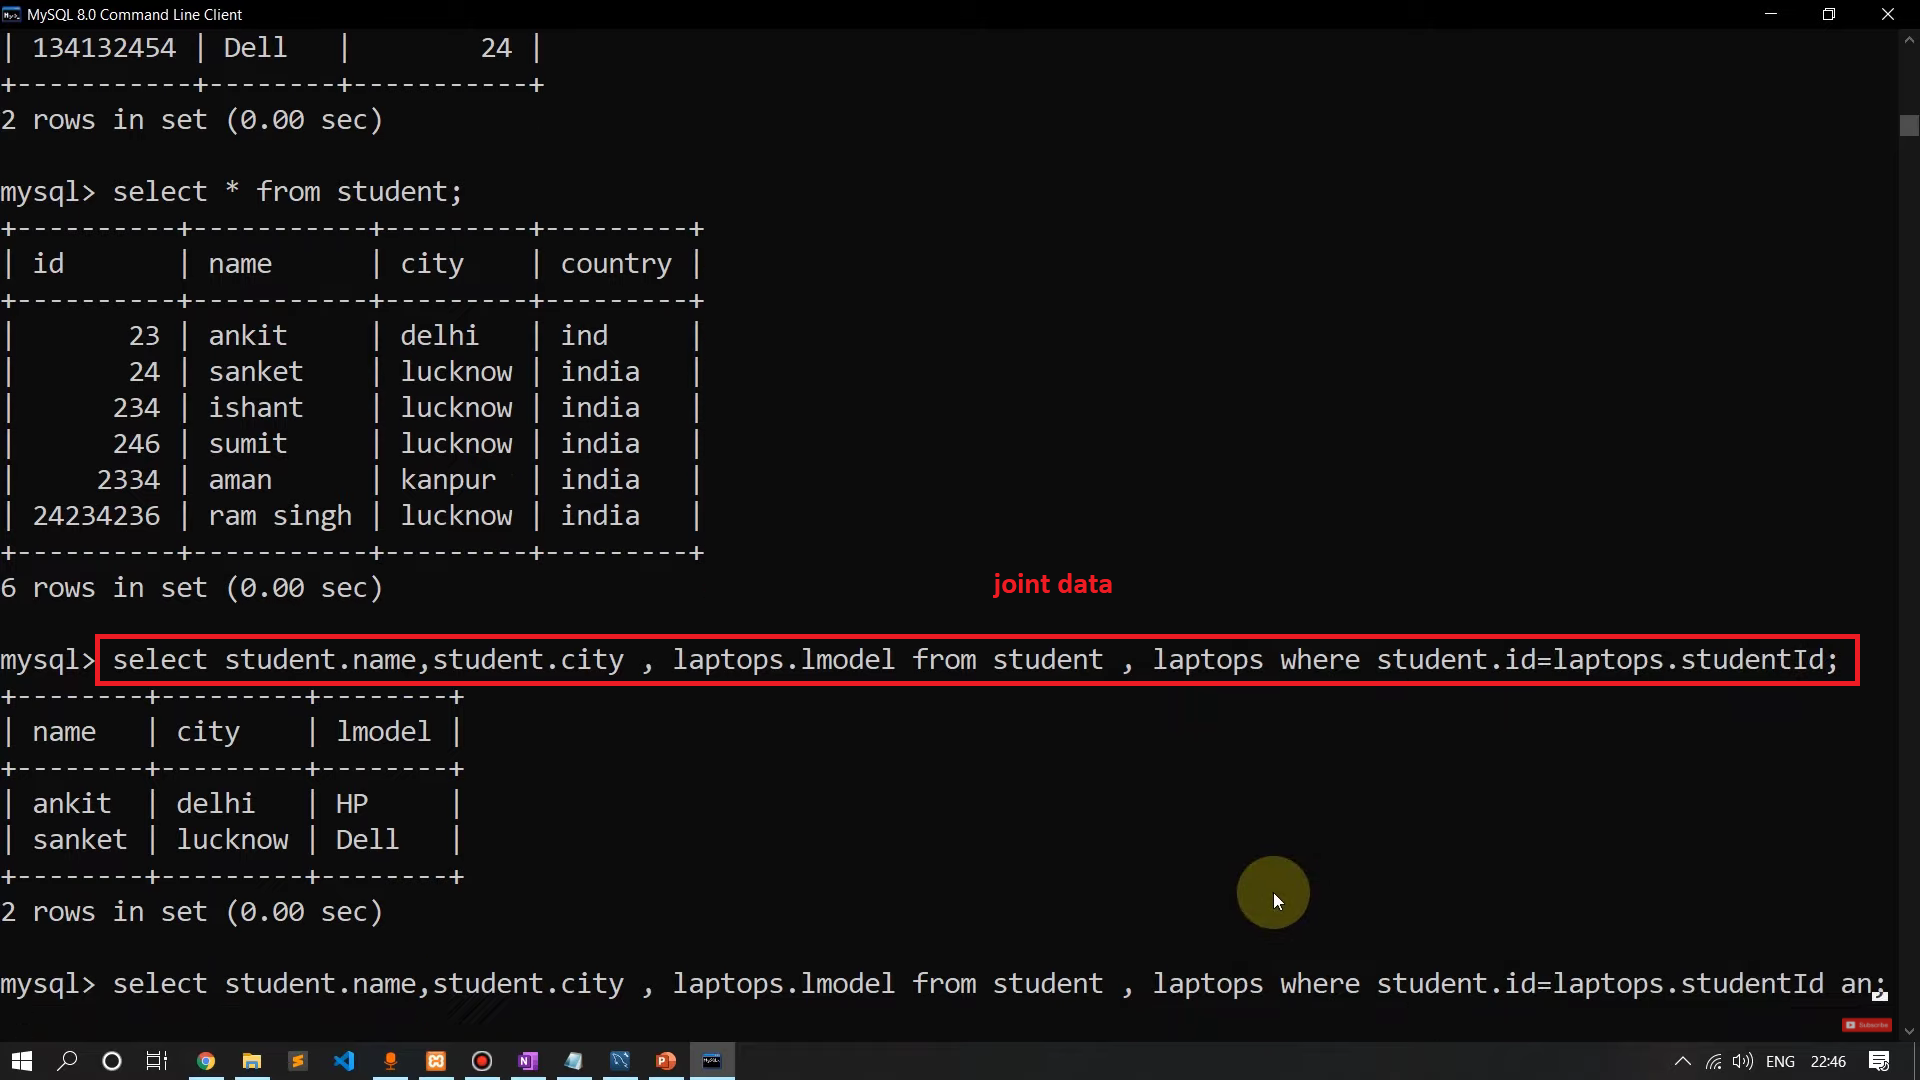 MySQL 8.0 Command Line Client
| 134132454 | Dell   |        24 |
+-----------+--------+-----------+
2 rows in set (0.00 sec)
mysql> select * from student;
+----------+-----------+---------+---------+
| id       | name      | city    | country |
+----------+-----------+---------+---------+
|       23 | ankit     | delhi   | ind     |
|       24 | sanket    | lucknow | india   |
|      234 | ishant    | lucknow | india   |
|      246 | sumit     | lucknow | india   |
|     2334 | aman      | kanpur  | india   |
| 24234236 | ram singh | lucknow | india   |
+----------+-----------+---------+---------+
6 rows in set (0.00 sec)
joint data
mysql> select student.name,student.city , laptops.lmodel from student , laptops where student.id=laptops.studentId;
+--------+---------+--------+
| name   | city    | lmodel |
+--------+---------+--------+
| ankit  | delhi   | HP     |
| sanket | lucknow | Dell   |
+--------+---------+--------+
2 rows in set (0.00 sec)
mysql> select student.name,student.city , laptops.lmodel from student , laptops where student.id=laptops.studentId an;
Subscribe
ENG 22:46